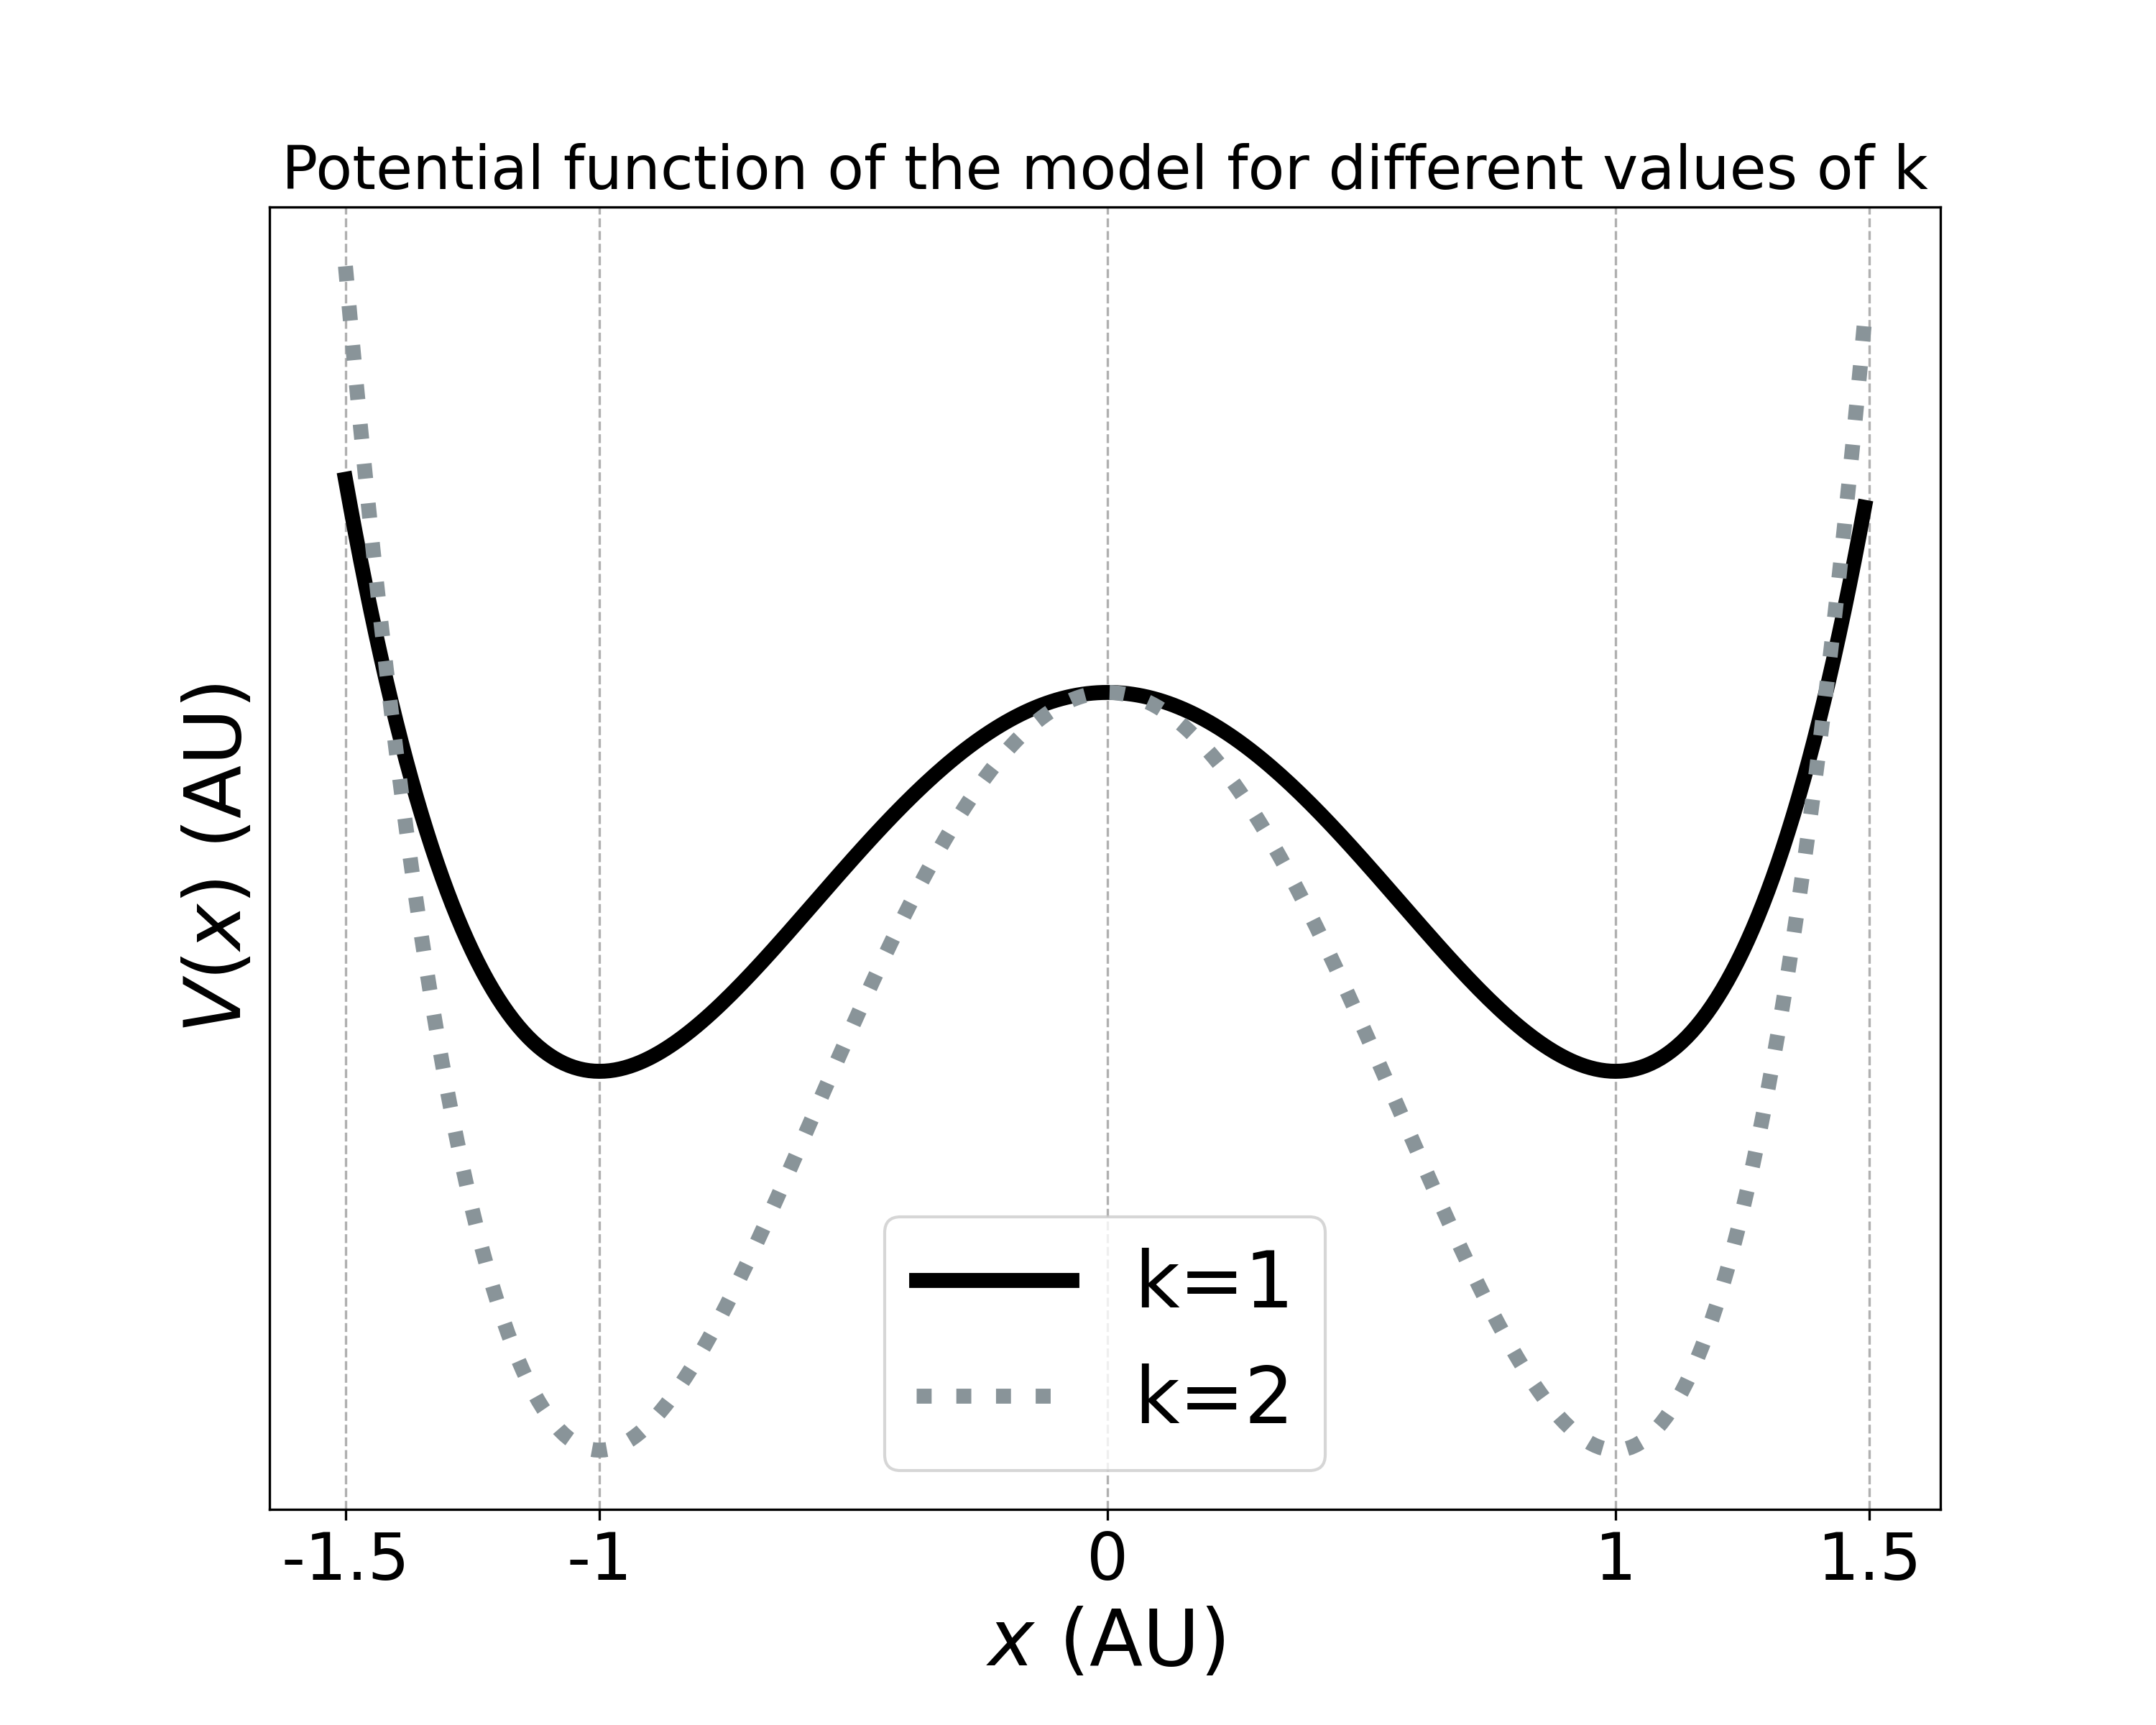 Potential function of the model for different values of k
V(x) (AU)
k=1
k=2
-1.5 -1 0 1 1.5
x (AU)